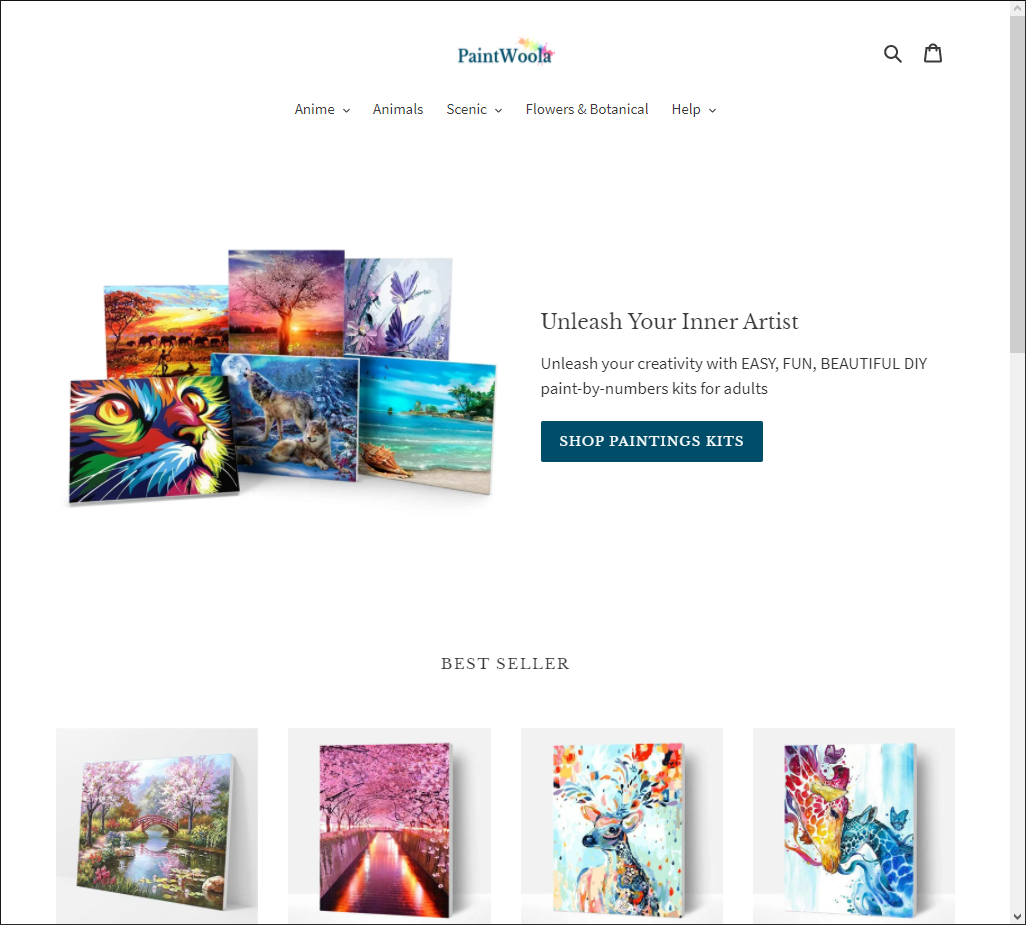 PaintWoola
Anime
Animals
Scenic
Flowers & Botanical
Help
Unleash Your Inner Artist
Unleash your creativity with EASY, FUN, BEAUTIFUL DIY
paint-by-numbers kits for adults
SHOP PAINTINGS KITS
BEST SELLER